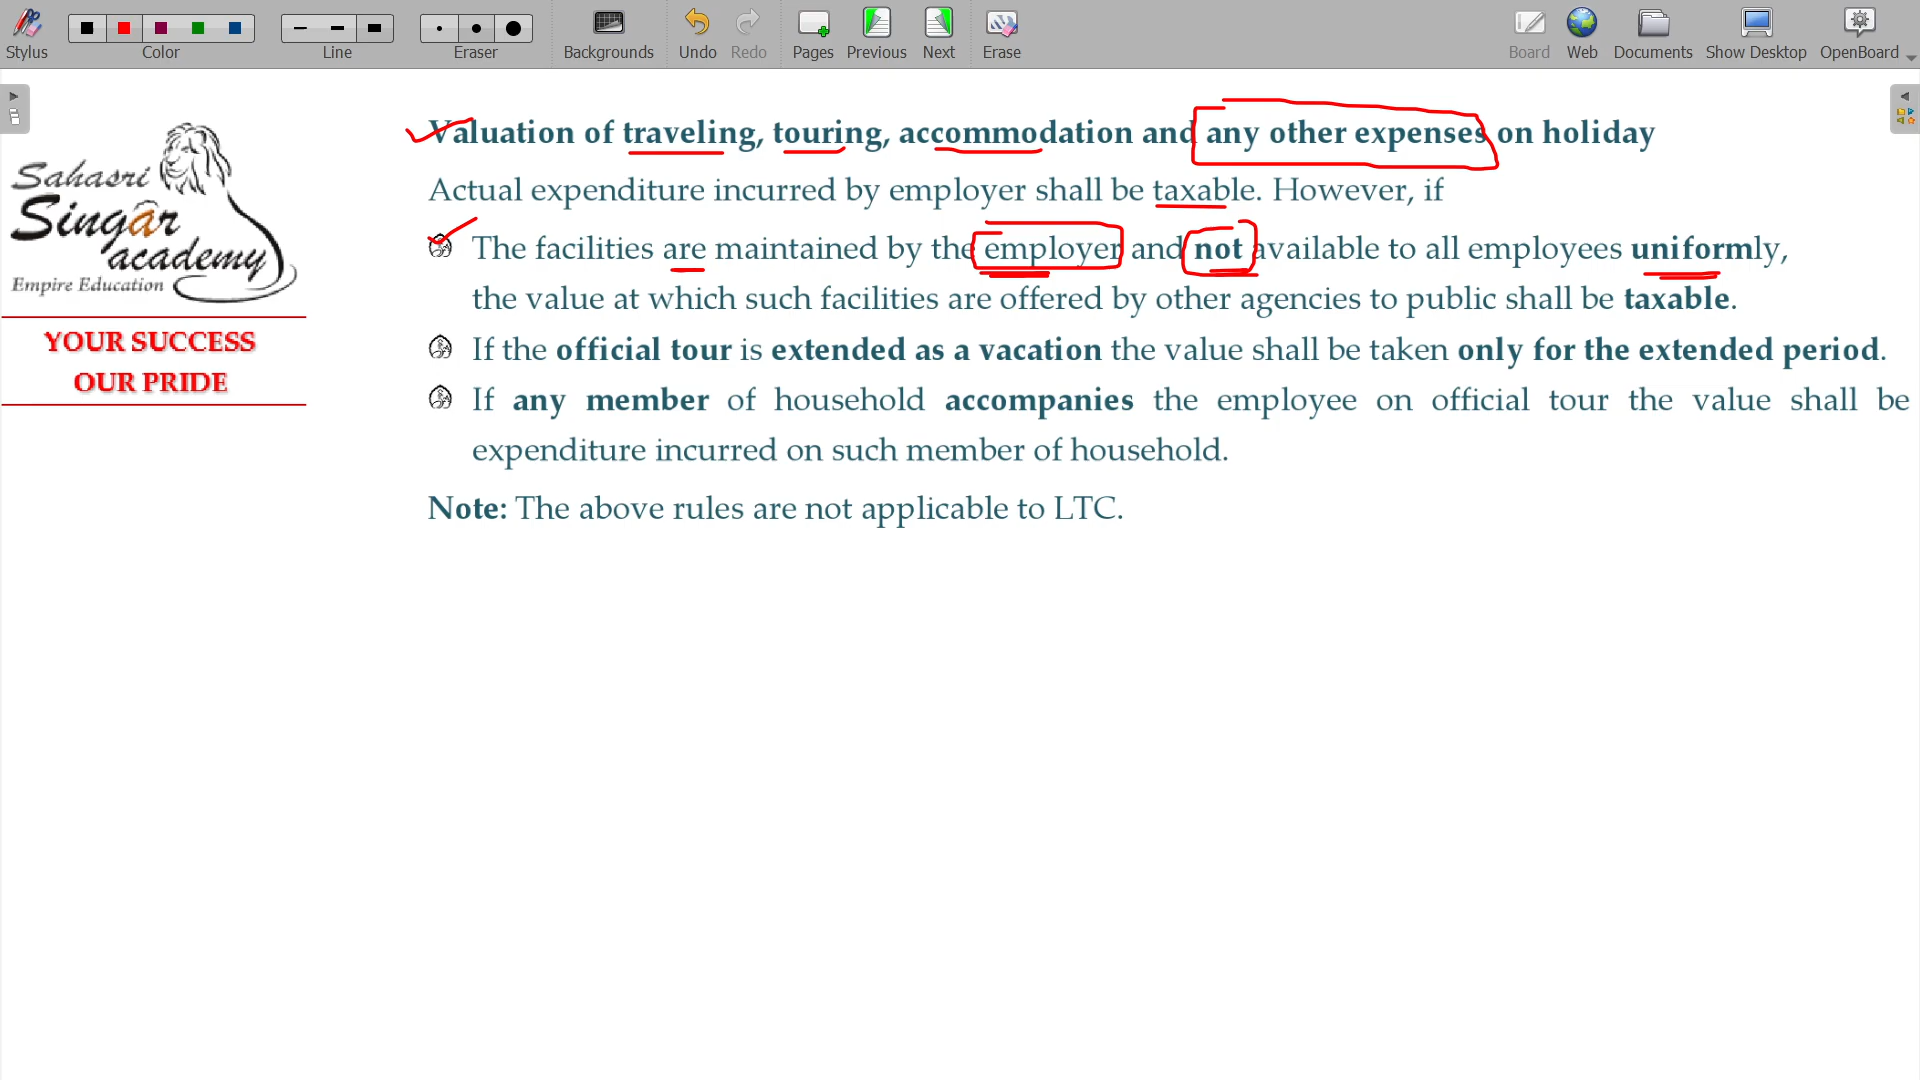 Stylus
Color
Line
Eraser
Backgrounds
Undo
Redo
Pages
Previous
Next
Erase
Board
Web
Documents
Show Desktop
OpenBoard
Sahasri
Singar
academy
Empire Education
YOUR SUCCESS
OUR PRIDE
Valuation of traveling, touring, accommodation and any other expenses on holiday
Actual expenditure incurred by employer shall be taxable. However, if
The facilities are maintained by the employer and not available to all employees uniformly,
the value at which such facilities are offered by other agencies to public shall be taxable.
If the official tour is extended as a vacation the value shall be taken only for the extended period.
If any member of household accompanies the employee on official tour the value shall be
expenditure incurred on such member of household.
Note: The above rules are not applicable to LTC.